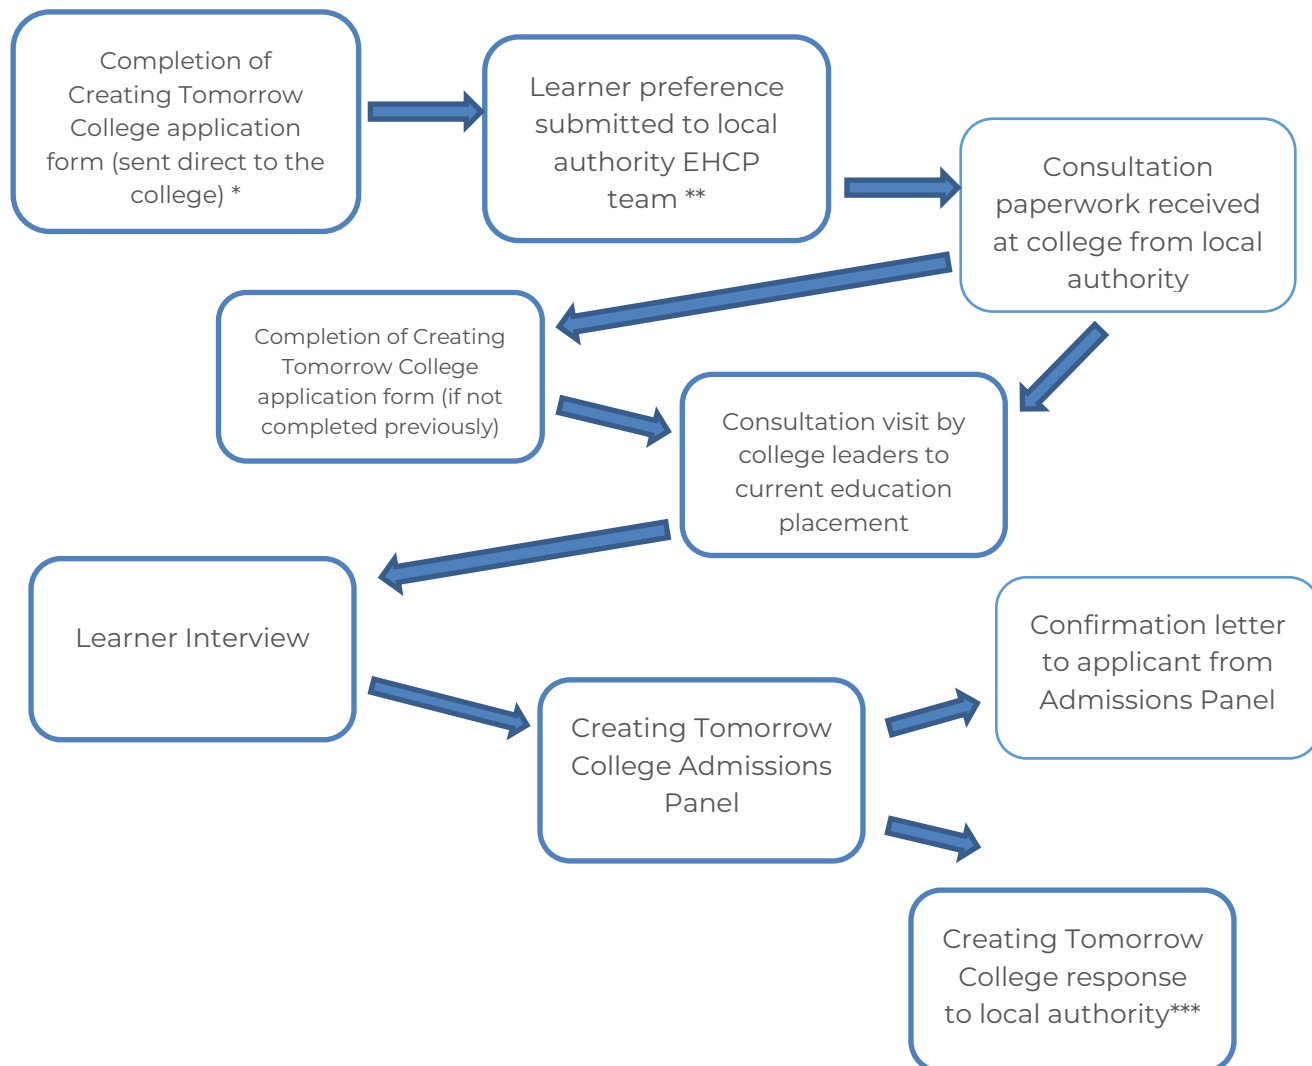 Completion of
Creating Tomorrow
College application
form (sent direct to the
college) *
Learner preference
submitted to local
authority EHCP
team **
Consultation
paperwork received
at college from local
authority
Completion of Creating
Tomorrow College
application form (if not
completed previously)
Consultation visit by
college leaders to
current education
placement
Learner Interview
Confirmation letter
to applicant from
Admissions Panel
Creating Tomorrow
College Admissions
Panel
Creating Tomorrow
College response
to local authority***